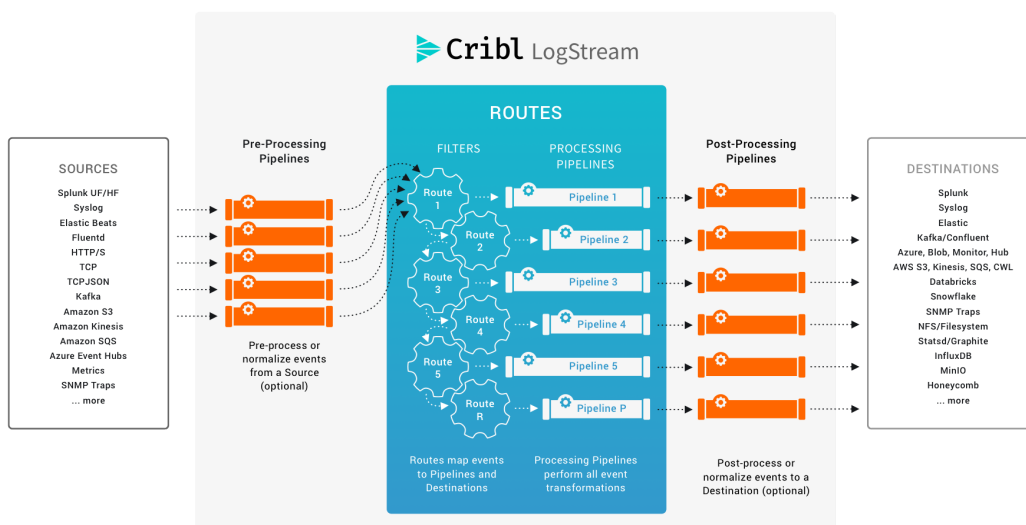 Cribl LogStream
ROUTES
SOURCES
Splunk UF/HF
Syslog
Elastic Beats
Fluentd
HTTP/S
TCP
TCPJSON
Kafka
Amazon S3
Amazon Kinesis
Amazon SQS
Azure Event Hubs
Metrics
SNMP Traps
... more
Pre-Processing
Pipelines
Pre-process or
normalize events
from a Source
(optional)
FILTERS
Route
1
Route
2
Route
3
Route
4
Route
5
Route
R
Routes map events
to Pipelines and
Destinations
PROCESSING
PIPELINES
Pipeline 1
Pipeline 2
Pipeline 3
Pipeline 4
Pipeline 5
Pipeline P
Processing Pipelines
perform all event
transformations
Post-Processing
Pipelines
Post-process or
normalize events to a
Destination (optional)
DESTINATIONS
Splunk
Syslog
Elastic
Kafka/Confluent
Azure, Blob, Monitor, Hub
AWS S3, Kinesis, SQS, CWL
Databricks
Snowflake
SNMP Traps
NFS/Filesystem
Statsd/Graphite
InfluxDB
MinIO
Honeycomb
... more